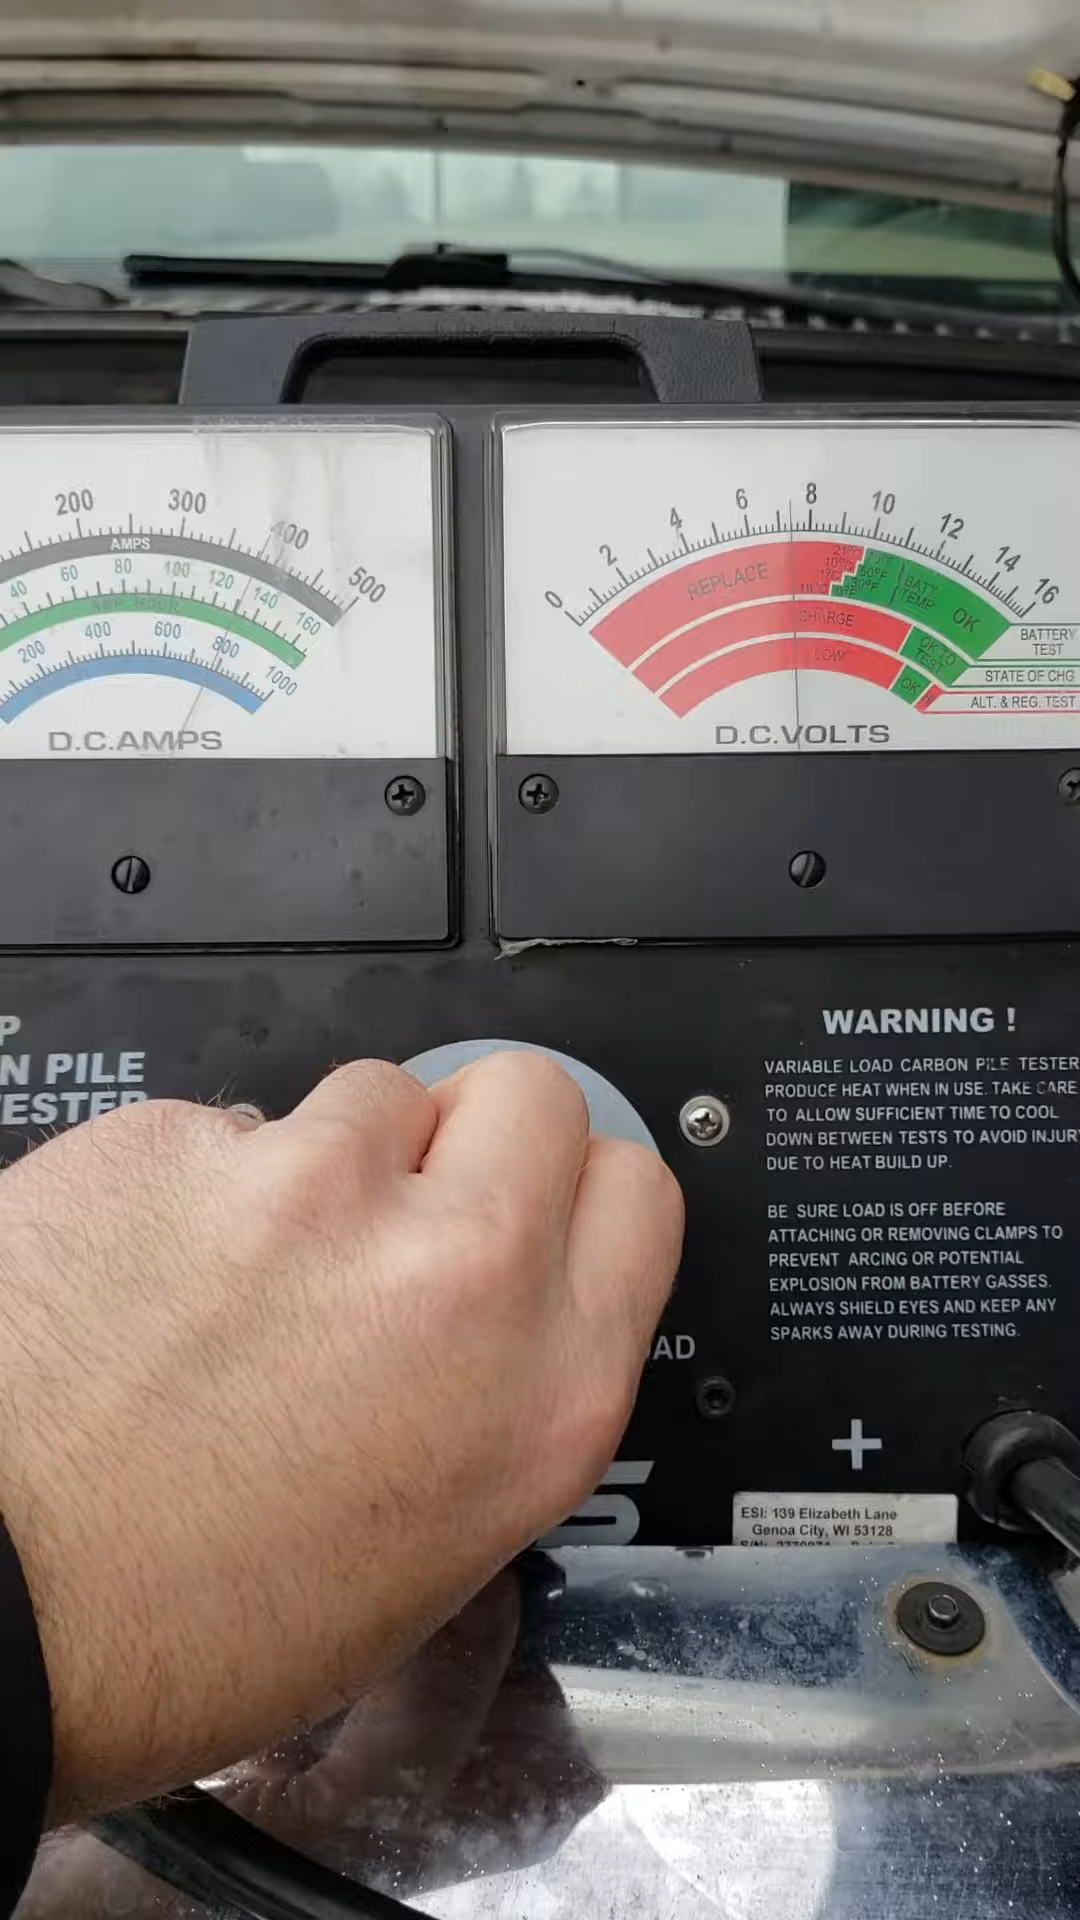 200 300 400 500
AMPS
40 60 80 100 120 140 160
AMP HOUR
200 400 600 800 1000
D.C.AMPS
0 2 4 6 8 10 12 14 16
REPLACE
BATT
TEMP
OK
CHARGE
OK TO
TEST
LOW
OK
BATTERY
TEST
STATE OF CHG
ALT. & REG. TEST
D.C.VOLTS
P
N PILE
TESTER
WARNING !
VARIABLE LOAD CARBON PILE TESTER
PRODUCE HEAT WHEN IN USE. TAKE CARE
TO ALLOW SUFFICIENT TIME TO COOL
DOWN BETWEEN TESTS TO AVOID INJUR
DUE TO HEAT BUILD UP.
BE SURE LOAD IS OFF BEFORE
ATTACHING OR REMOVING CLAMPS TO
PREVENT ARCING OR POTENTIAL
EXPLOSION FROM BATTERY GASSES.
ALWAYS SHIELD EYES AND KEEP ANY
SPARKS AWAY DURING TESTING.
AD
+
ESI: 139 Elizabeth Lane
Genoa City, WI 53128